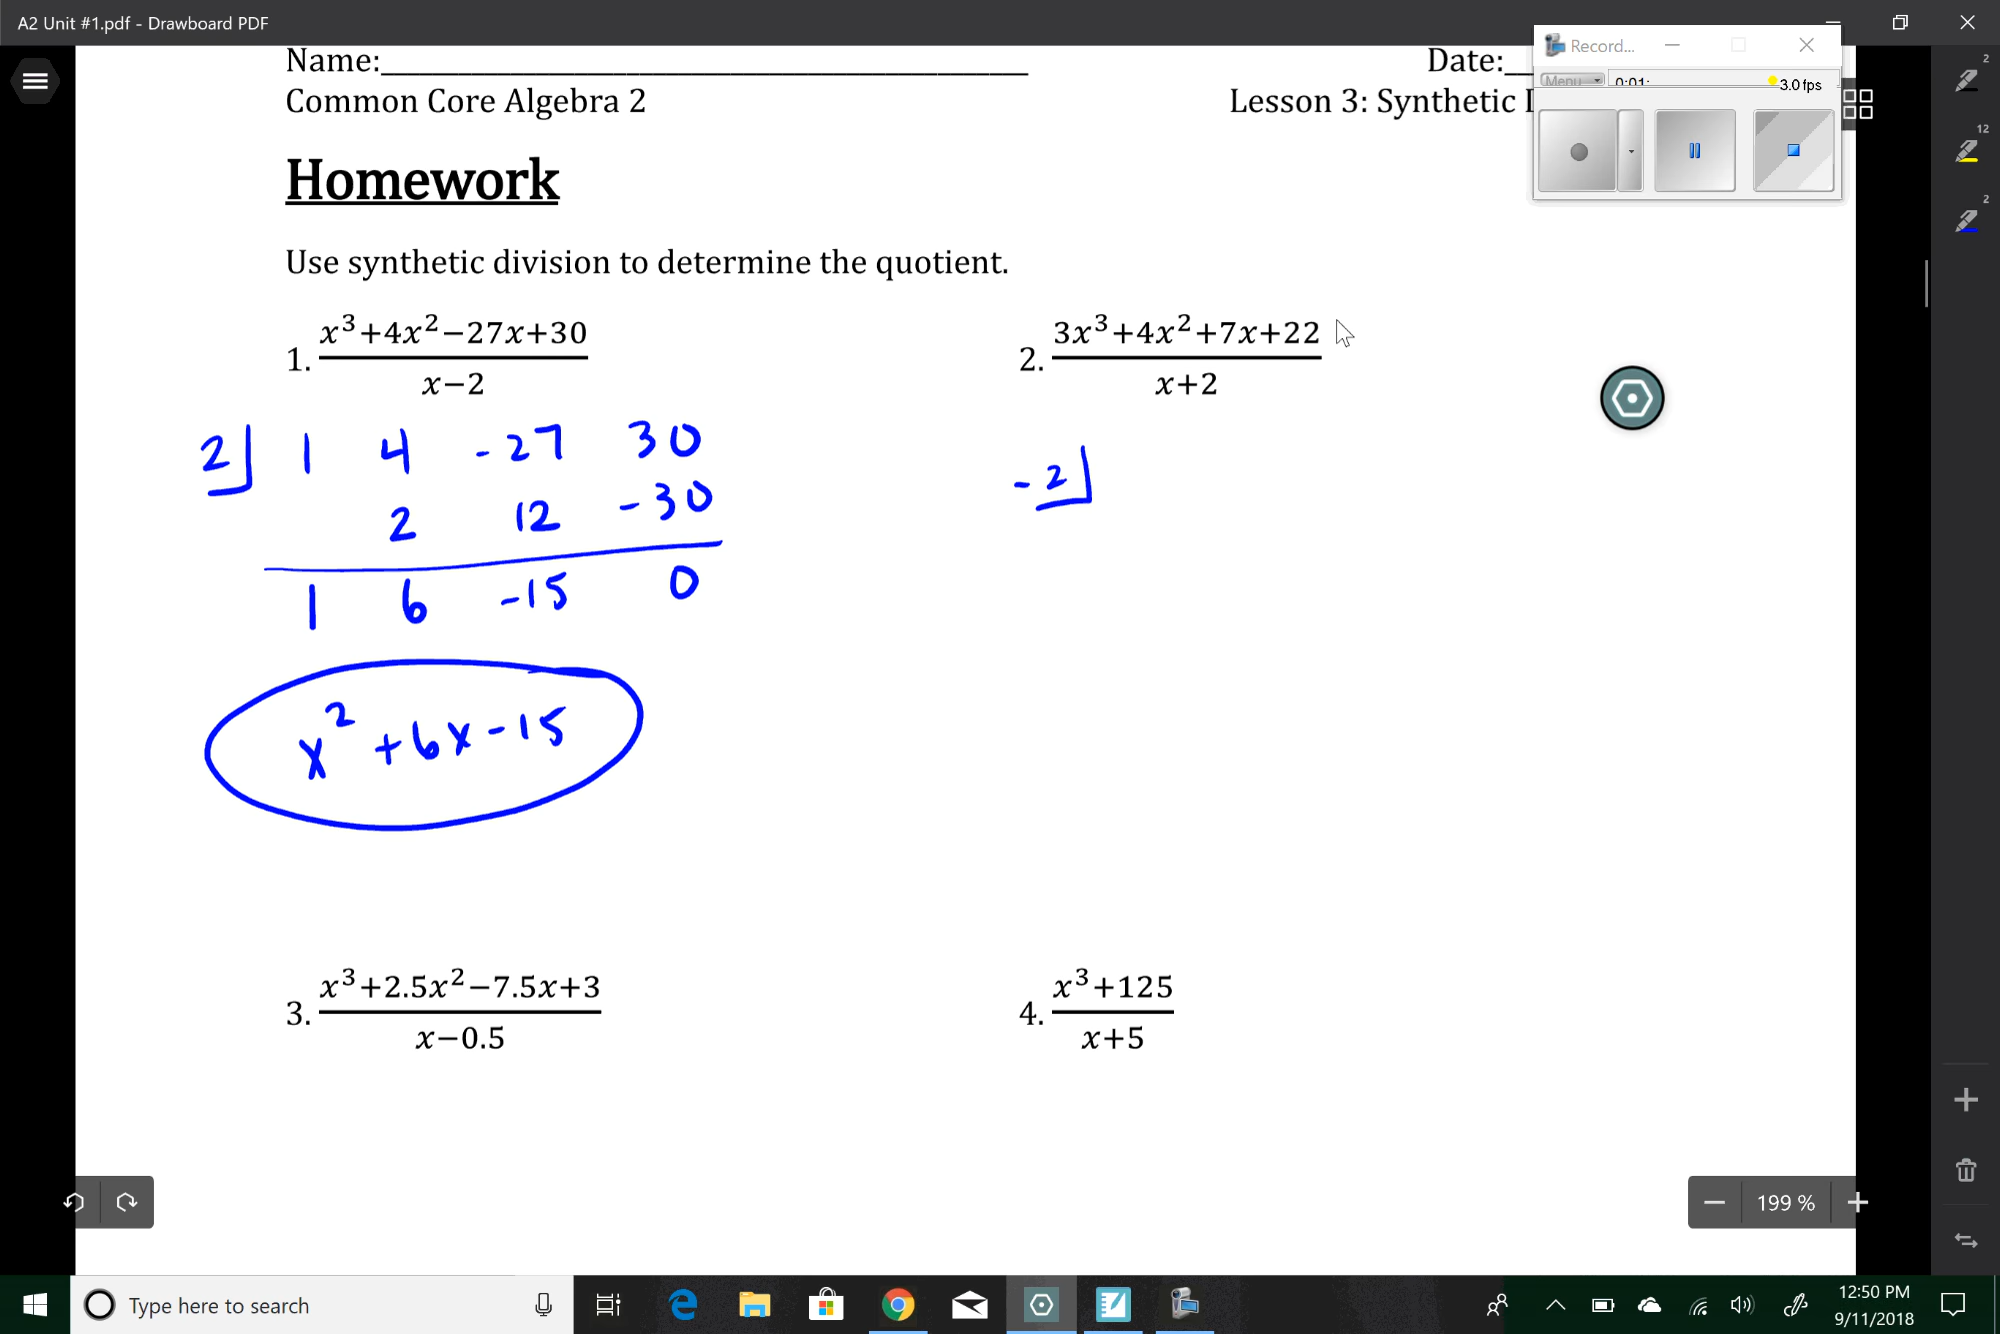 A2 Unit #1.pdf - Drawboard PDF
Record...
Menu
0:01:
3.0 fps
2
12
2
Name:
Date:
Common Core Algebra 2
Lesson 3: Synthetic
Homework
Use synthetic division to determine the quotient.
1. x³+4x²−27x+30
x−2
2. 3x³+4x²+7x+22
x+2
2 1 4 -27 30
2 12 -30
1 6 -15 0
x² + 6x - 15
-2
3. x³+2.5x²−7.5x+3
x−0.5
4. x³+125
x+5
199 %
Type here to search
12:50 PM
9/11/2018